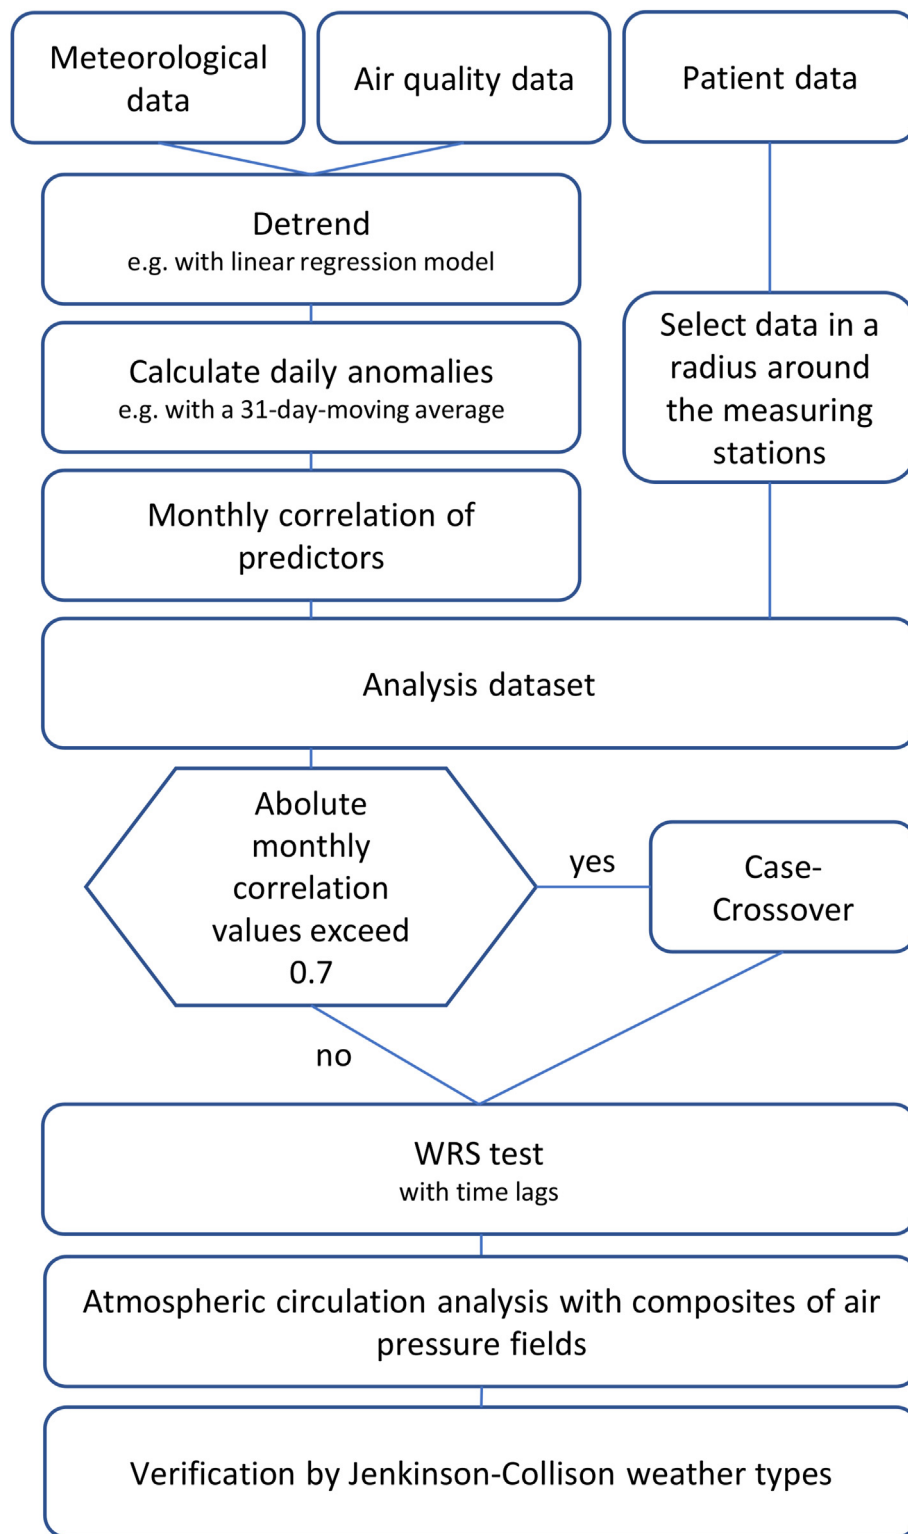 Meteorological
data
Air quality data
Patient data
Detrend
e.g. with linear regression model
Calculate daily anomalies
e.g. with a 31-day-moving average
Select data in a
radius around
the measuring
stations
Monthly correlation of
predictors
Analysis dataset
Abolute
monthly
correlation
values exceed
0.7
yes
Case-
Crossover
no
WRS test
with time lags
Atmospheric circulation analysis with composites of air
pressure fields
Verification by Jenkinson-Collison weather types